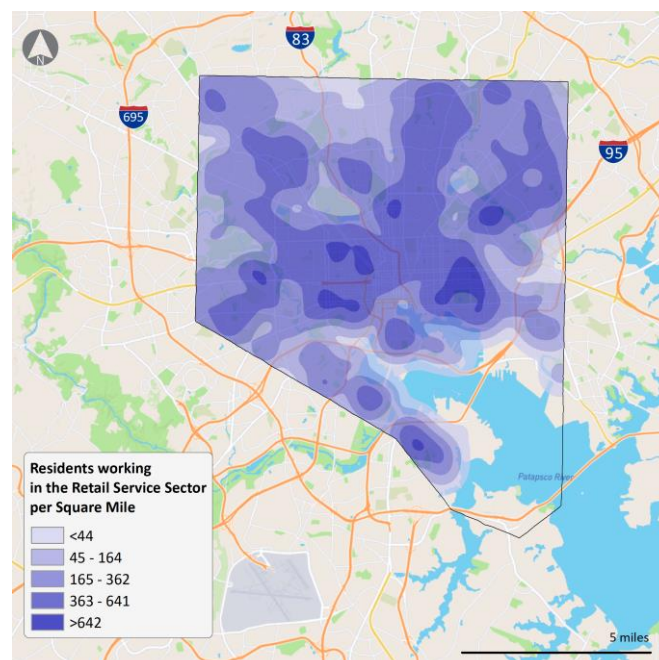 83
N
695
95
Residents working
in the Retail Service Sector
per Square Mile
<44
45 - 164
165 - 362
363 - 641
>642
Patapsco River
5 miles